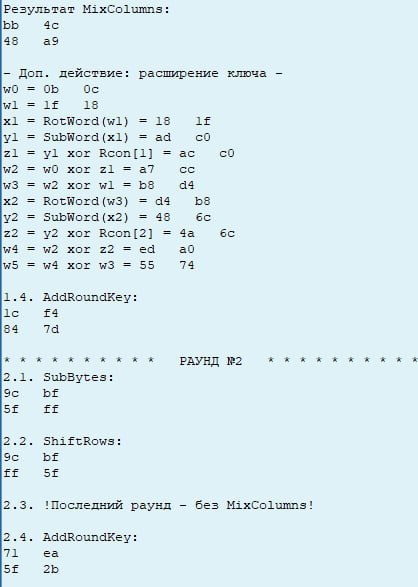 Результат MixColumns:
bb 4c
48 a9
- Доп. действие: расширение ключа -
w0 = 0b 0c
w1 = 1f 18
x1 = RotWord(w1) = 18 1f
y1 = SubWord(x1) = ad c0
z1 = y1 xor Rcon[1] = ac c0
w2 = w0 xor z1 = a7 cc
w3 = w2 xor w1 = b8 d4
x2 = RotWord(w3) = d4 b8
y2 = SubWord(x2) = 48 6c
z2 = y2 xor Rcon[2] = 4a 6c
w4 = w2 xor z2 = ed a0
w5 = w4 xor w3 = 55 74
1.4. AddRoundKey:
1c f4
84 7d
* * * * * * * * * * РАУНД №2 * * * * * * * * * *
2.1. SubBytes:
9c bf
5f ff
2.2. ShiftRows:
9c bf
ff 5f
2.3. !Последний раунд - без MixColumns!
2.4. AddRoundKey:
71 ea
5f 2b